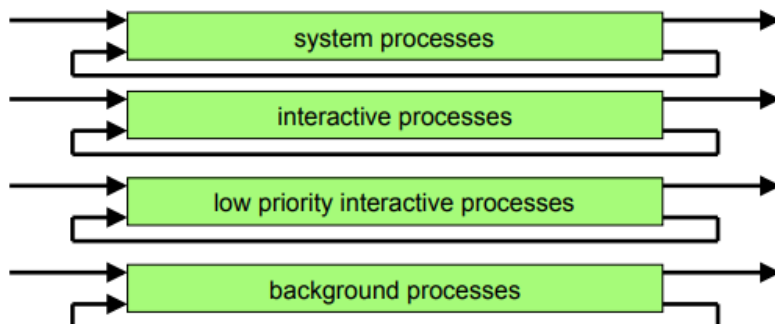 system processes
interactive processes
low priority interactive processes
background processes